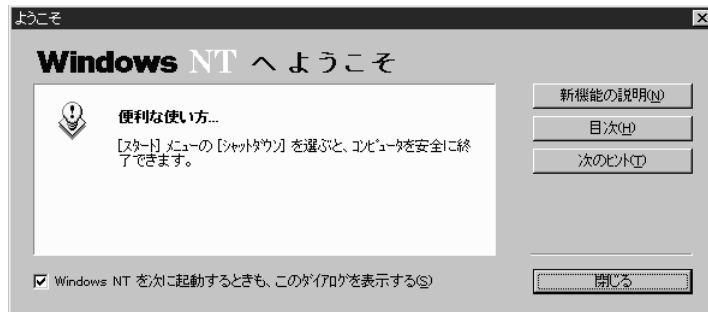 ようこそ
Windows NT へようこそ
便利な使い方...
[スタート] メニューの [シャットダウン] を選ぶと、コンピュータを安全に終
了できます。
新機能の説明(N)
目次(H)
次のヒント(T)
Windows NT を次に起動するときも、このダイアログを表示する(S)
閉じる